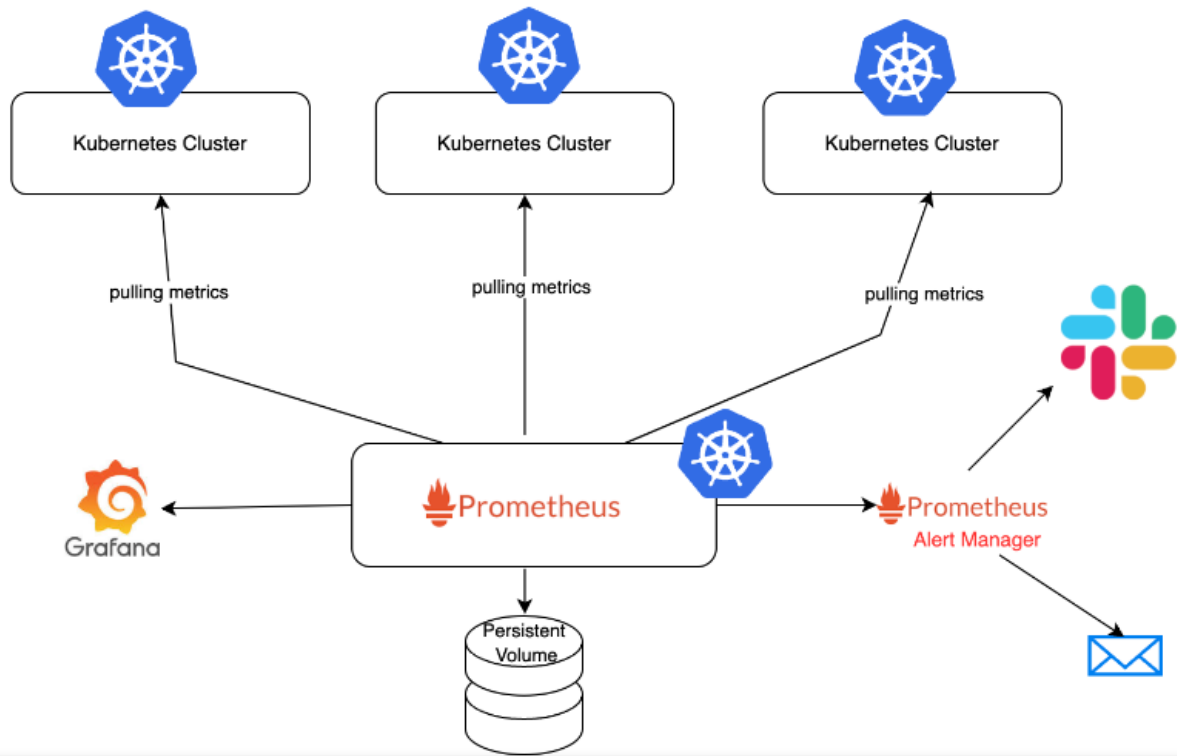 Kubernetes Cluster
Kubernetes Cluster
Kubernetes Cluster
pulling metrics
pulling metrics
pulling metrics
Prometheus
Grafana
Prometheus
Alert Manager
Persistent
Volume